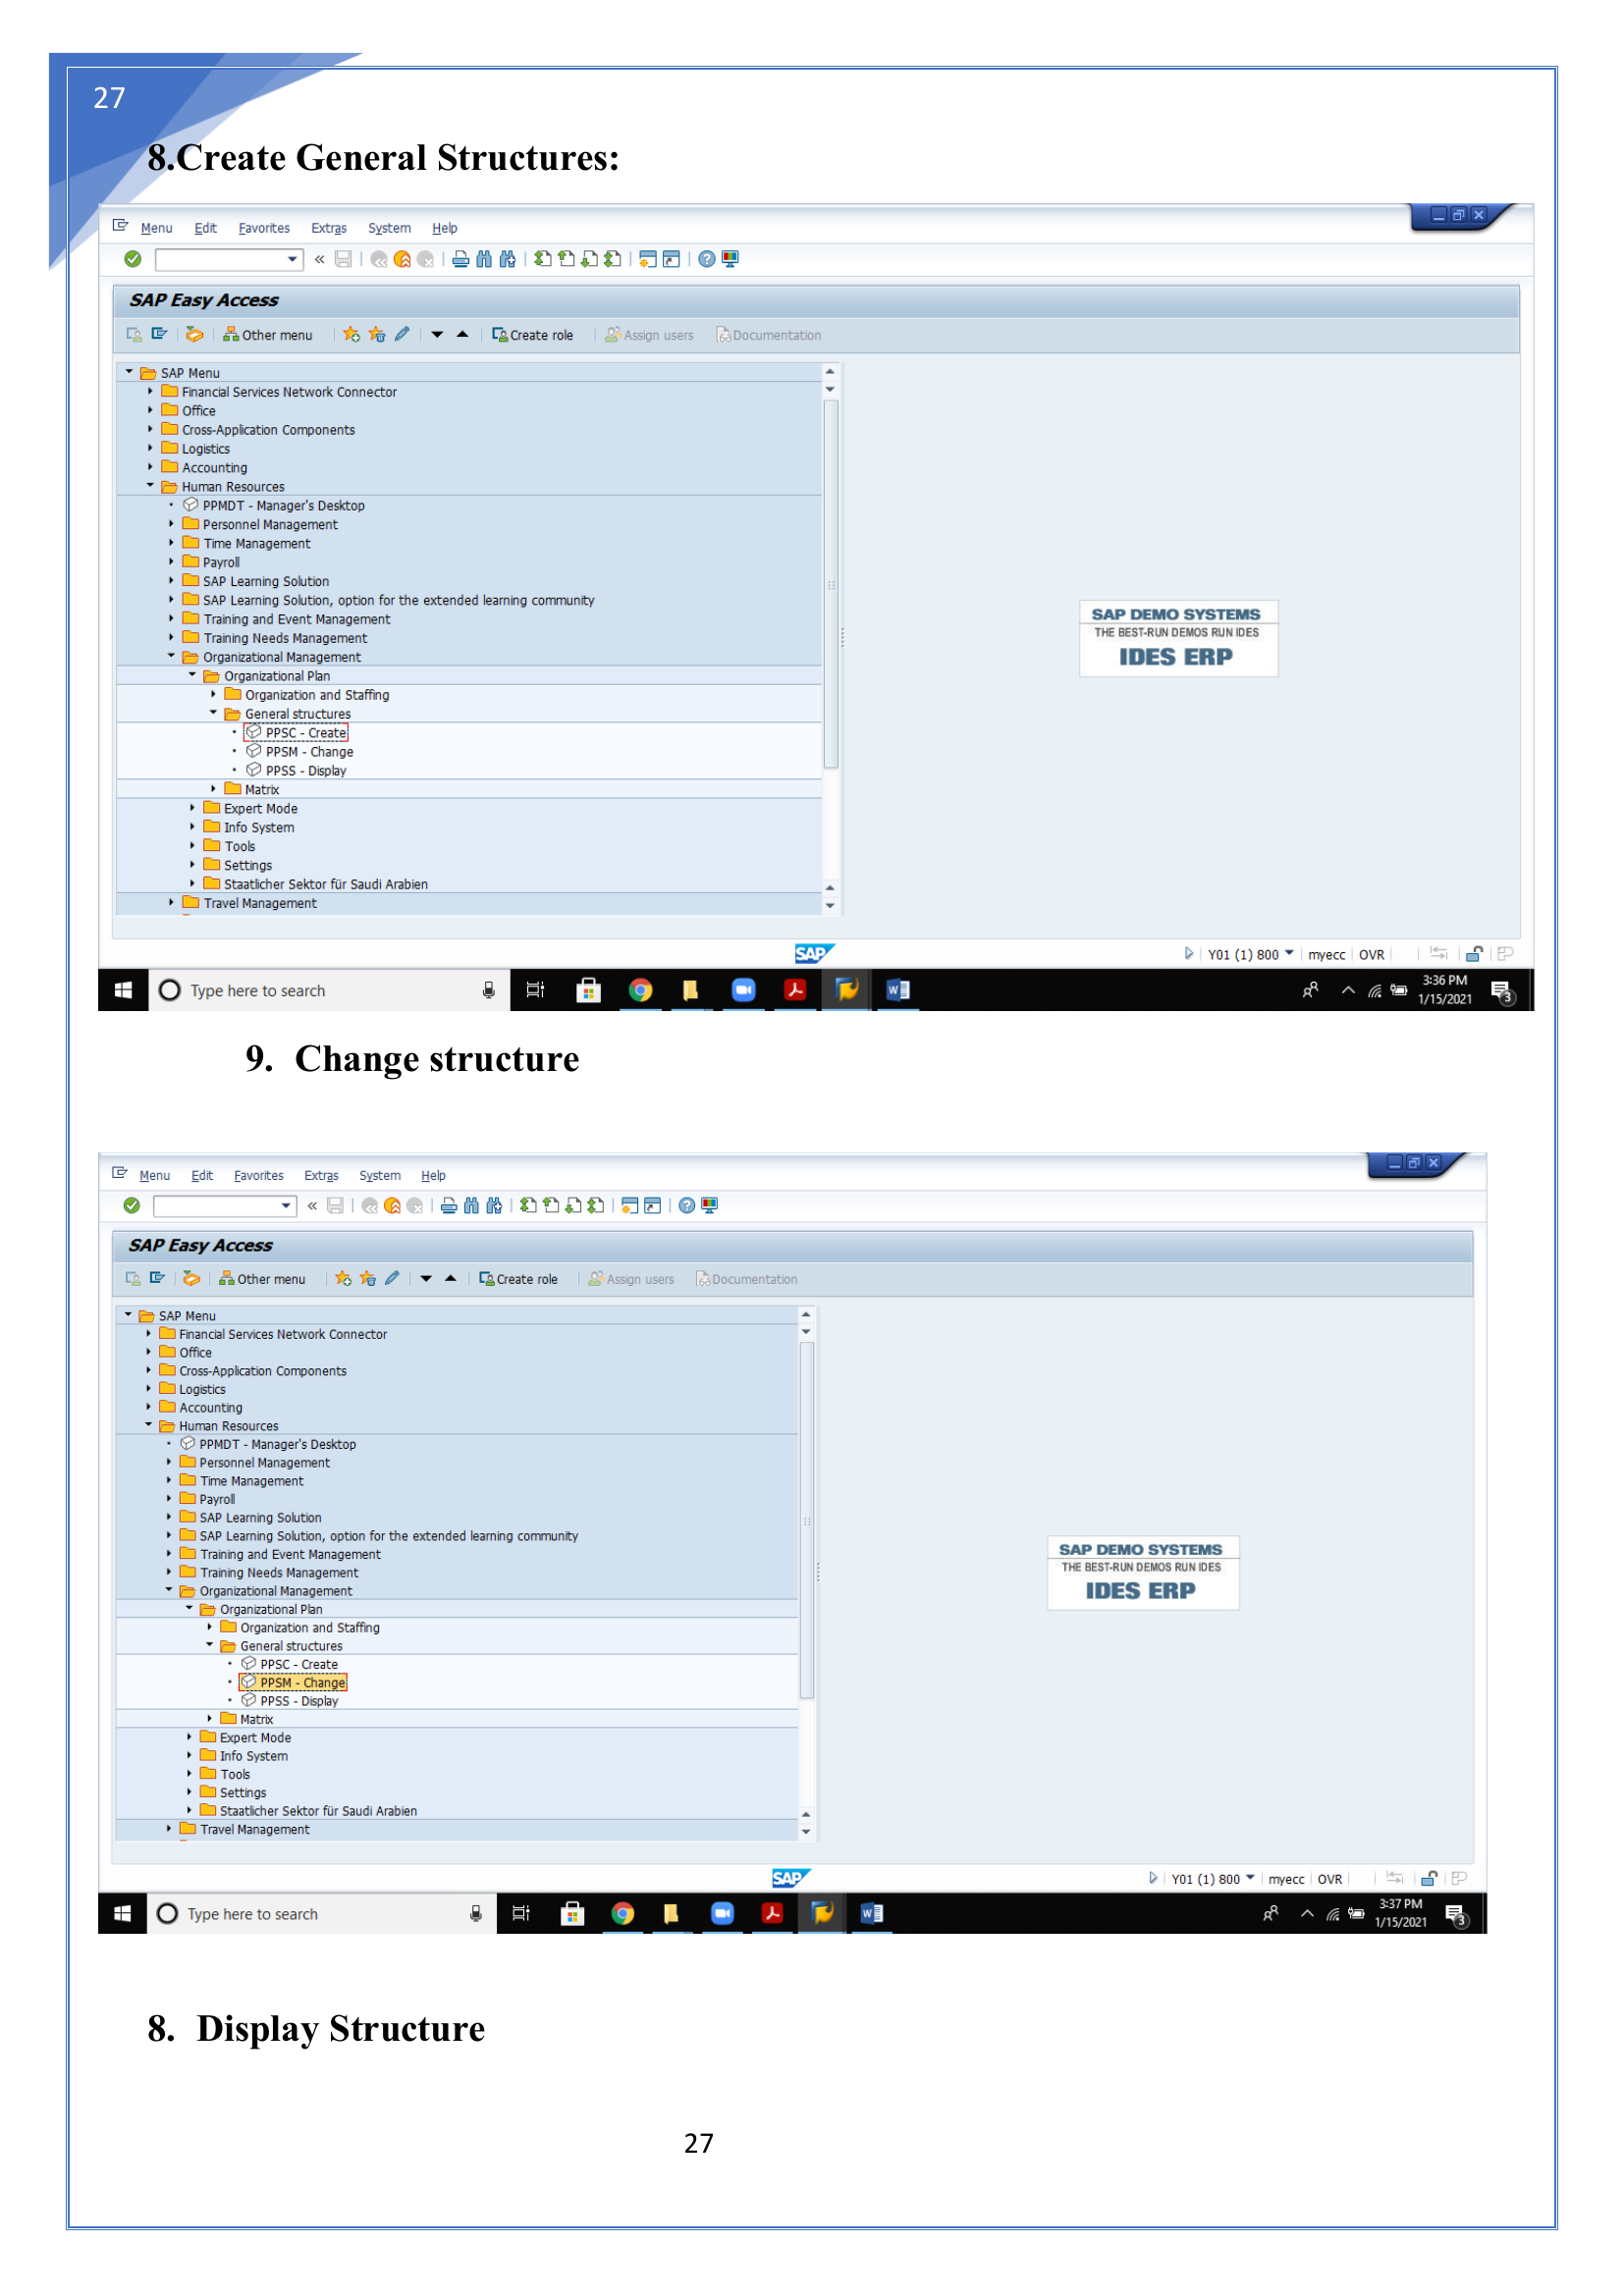 27
8.Create General Structures:
Menu Edit Favorites Extras System Help
SAP Easy Access
Other menu Create role Assign users Documentation
SAP Menu
Financial Services Network Connector
Office
Cross-Application Components
Logistics
Accounting
Human Resources
PPMDT - Manager's Desktop
Personnel Management
Time Management
Payroll
SAP Learning Solution
SAP Learning Solution, option for the extended learning community
Training and Event Management
Training Needs Management
Organizational Management
Organizational Plan
Organization and Staffing
General structures
PPSC - Create
PPSM - Change
PPSS - Display
Matrix
Expert Mode
Info System
Tools
Settings
Staatlicher Sektor für Saudi Arabien
Travel Management
SAP DEMO SYSTEMS
THE BEST-RUN DEMOS RUN IDES
IDES ERP
SAP
Y01 (1) 800 myecc OVR
Type here to search
3:36 PM
1/15/2021
3
9. Change structure
Menu Edit Favorites Extras System Help
SAP Easy Access
Other menu Create role Assign users Documentation
SAP Menu
Financial Services Network Connector
Office
Cross-Application Components
Logistics
Accounting
Human Resources
PPMDT - Manager's Desktop
Personnel Management
Time Management
Payroll
SAP Learning Solution
SAP Learning Solution, option for the extended learning community
Training and Event Management
Training Needs Management
Organizational Management
Organizational Plan
Organization and Staffing
General structures
PPSC - Create
PPSM - Change
PPSS - Display
Matrix
Expert Mode
Info System
Tools
Settings
Staatlicher Sektor für Saudi Arabien
Travel Management
SAP DEMO SYSTEMS
THE BEST-RUN DEMOS RUN IDES
IDES ERP
SAP
Y01 (1) 800 myecc OVR
Type here to search
3:37 PM
1/15/2021
3
8. Display Structure
27